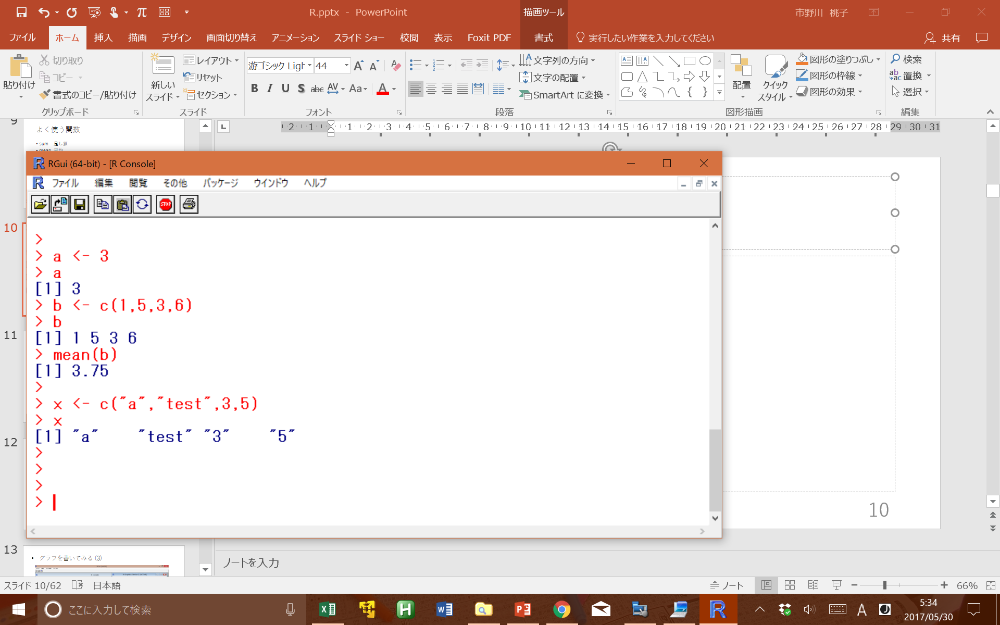 R.pptx - PowerPoint
描画ツール
市野川 桃子
ファイル ホーム 挿入 描画 デザイン 画面切り替え アニメーション スライド ショー 校閲 表示 Foxit PDF 書式 実行したい作業を入力してください 共有
貼り付け
切り取り
コピー
書式のコピー/貼り付け
クリップボード
新しい
スライド
レイアウト
リセット
セクション
スライド
游ゴシック Ligh 44
B I U S abc AV Aa A
フォント
文字列の方向
文字の配置
SmartArt に変換
段落
配置
クイック
スタイル
図形の塗りつぶし
図形の枠線
図形の効果
図形描画
検索
置換
選択
編集
2 1 1 2 3 4 5 6 7 8 9 10 11 12 13 14 15 16 17 18 19 20 21 22 23 24 25 26 27 28 29 30 31
9
よく使う関数
• sum 足し算
• mean 平均
10
11
12
13
• グラフを書いてみる (3)
RGui (64-bit) - [R Console]
ファイル 編集 閲覧 その他 パッケージ ウインドウ ヘルプ
STOP
>
> a <- 3
> a
[1] 3
> b <- c(1,5,3,6)
> b
[1] 1 5 3 6
> mean(b)
[1] 3.75
>
> x <- c("a","test",3,5)
> x
[1] "a"    "test" "3"    "5"
>
>
>
>
10
ノートを入力
スライド 10/62 日本語 ノート 66%
ここに入力して検索
A
5:34
2017/05/30